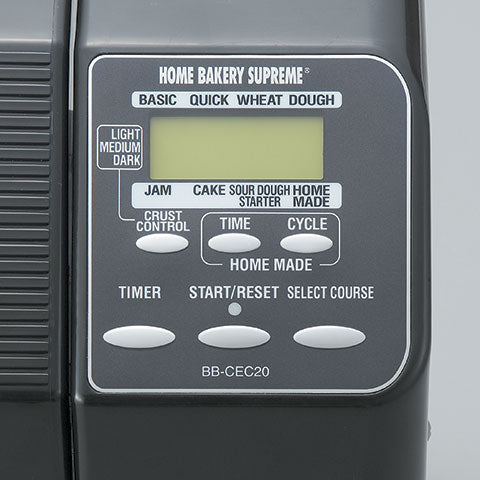 HOME BAKERY SUPREME®
BASIC QUICK WHEAT DOUGH
LIGHT
MEDIUM
DARK
JAM CAKE SOUR DOUGH STARTER HOME MADE
CRUST CONTROL
TIME CYCLE
HOME MADE
TIMER START/RESET SELECT COURSE
BB-CEC20